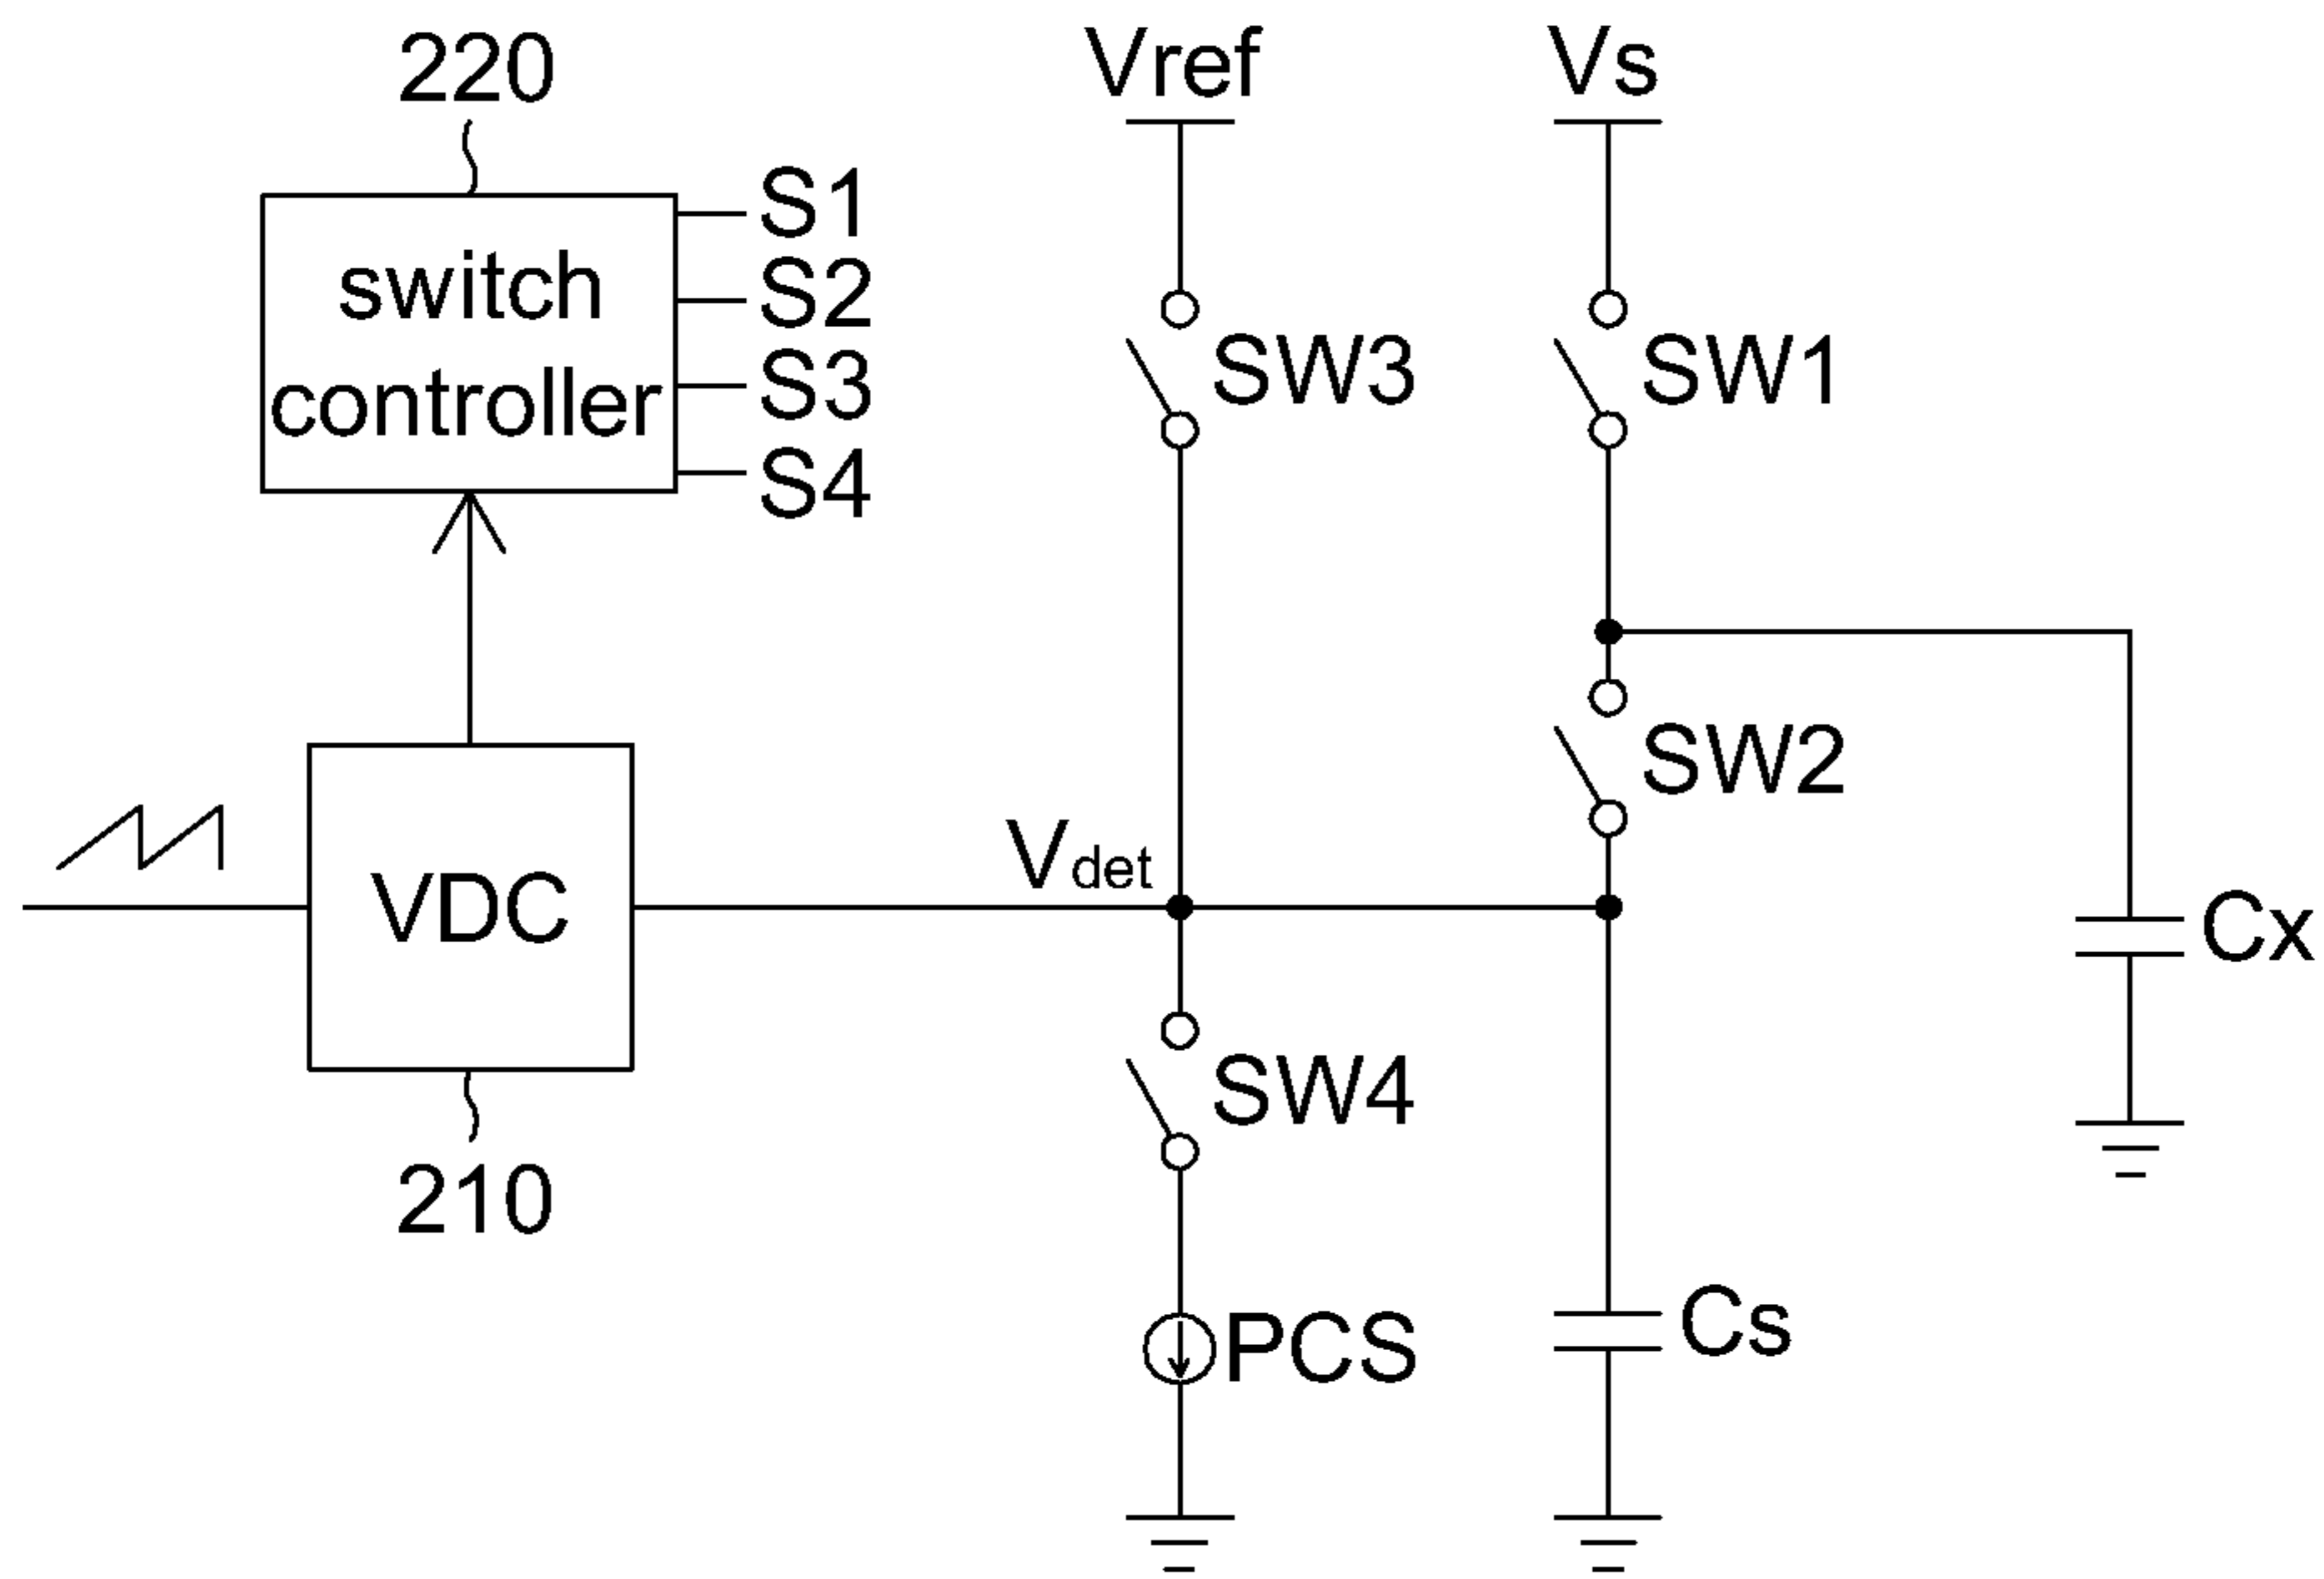 220
Vref
Vs
S1
S2
S3
S4
switch
controller
SW3
SW1
SW2
Vdet
VDC
Cx
SW4
210
PCS
Cs